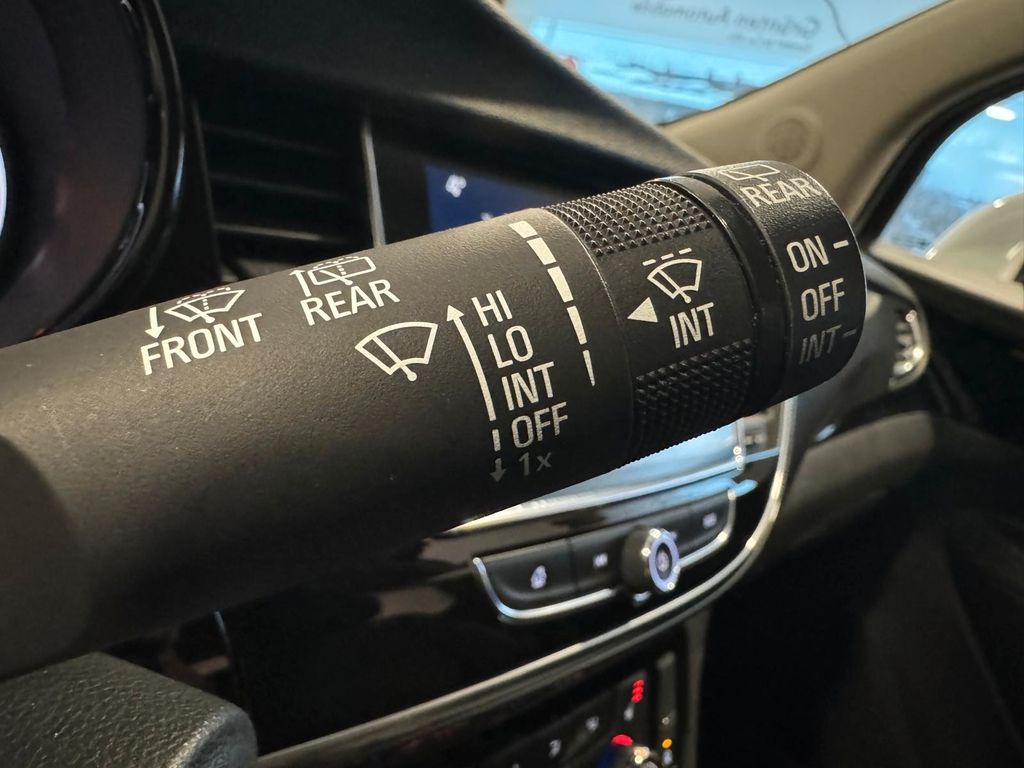 FRONT
REAR
HI
LO
INT
OFF
1x
INT
REAR
ON
OFF
INT